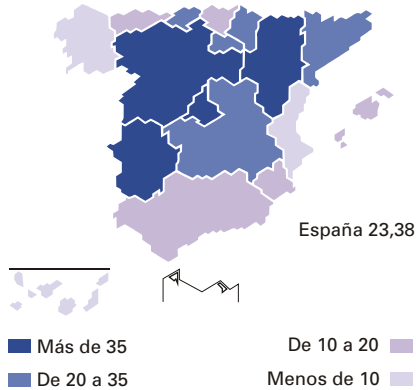 España 23,38
Más de 35
De 20 a 35
De 10 a 20
Menos de 10